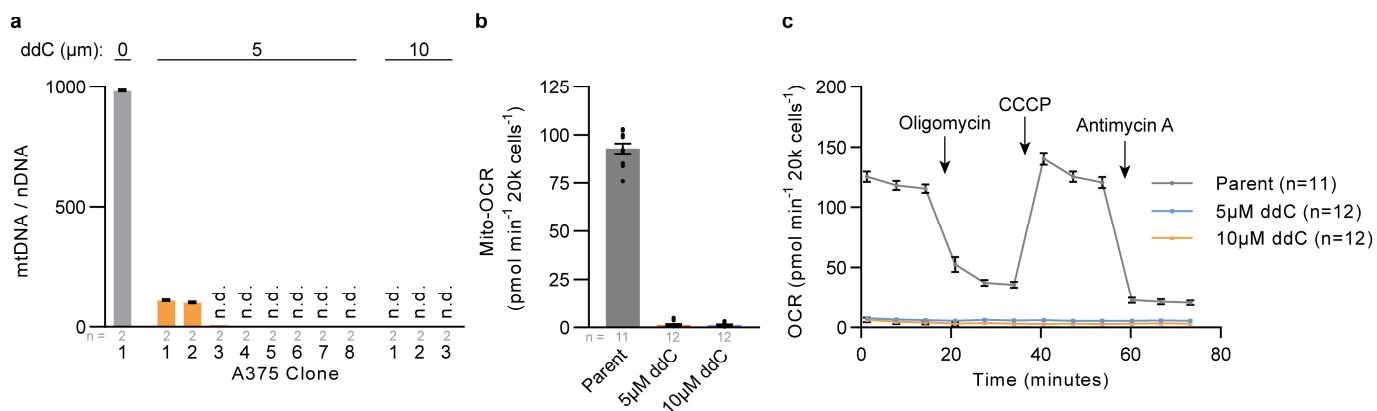 a
ddC (µm): 0 5 10
mtDNA / nDNA
1000
500
0
n.d. n.d. n.d. n.d. n.d. n.d. n.d. n.d. n.d.
n = 2 2 2 2 2 2 2 2 2 2 2 2
1 1 2 3 4 5 6 7 8 1 2 3
A375 Clone
b
Mito-OCR
(pmol min⁻¹ 20k cells⁻¹)
125
100
75
50
25
0
n = 11 12 12
Parent
5µM ddC
10µM ddC
c
OCR (pmol min⁻¹ 20k cells⁻¹)
200
150
100
50
0
Oligomycin
CCCP
Antimycin A
0 20 40 60 80
Time (minutes)
Parent (n=11)
5µM ddC (n=12)
10µM ddC (n=12)